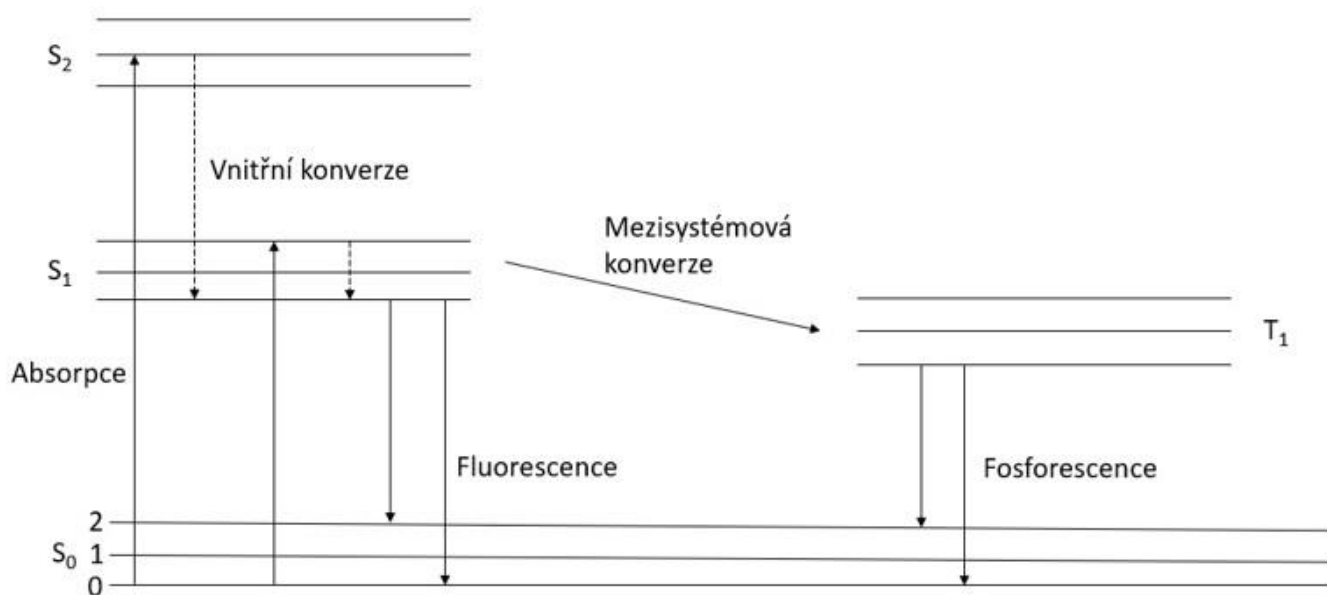 S₂
Vnitřní konverze
Mezisystémová
konverze
S₁
T₁
Absorpce
Fluorescence
Fosforescence
2
S₀ 1
0